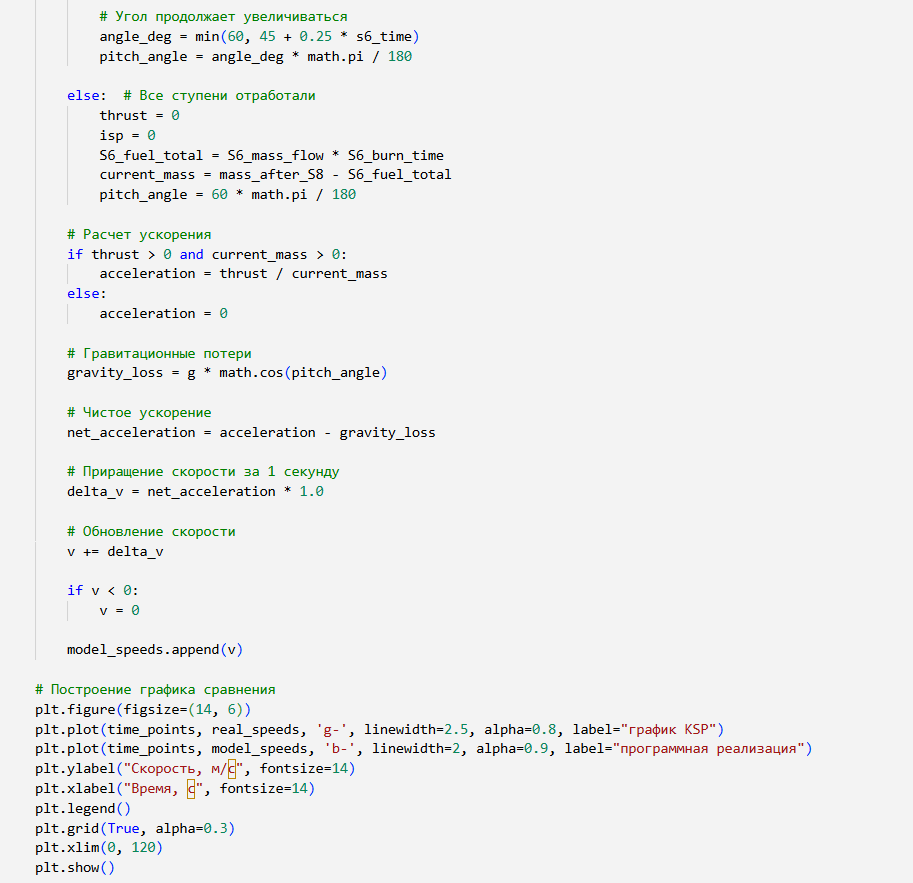 # Угол продолжает увеличиваться
angle_deg = min(60, 45 + 0.25 * s6_time)
pitch_angle = angle_deg * math.pi / 180
else:  # Все ступени отработали
thrust = 0
isp = 0
S6_fuel_total = S6_mass_flow * S6_burn_time
current_mass = mass_after_S8 - S6_fuel_total
pitch_angle = 60 * math.pi / 180
# Расчет ускорения
if thrust > 0 and current_mass > 0:
acceleration = thrust / current_mass
else:
acceleration = 0
# Гравитационные потери
gravity_loss = g * math.cos(pitch_angle)
# Чистое ускорение
net_acceleration = acceleration - gravity_loss
# Приращение скорости за 1 секунду
delta_v = net_acceleration * 1.0
# Обновление скорости
v += delta_v
if v < 0:
v = 0
model_speeds.append(v)
# Построение графика сравнения
plt.figure(figsize=(14, 6))
plt.plot(time_points, real_speeds, 'g-', linewidth=2.5, alpha=0.8, label="график KSP")
plt.plot(time_points, model_speeds, 'b-', linewidth=2, alpha=0.9, label="программная реализация")
plt.ylabel("Скорость, м/с", fontsize=14)
plt.xlabel("Время, с", fontsize=14)
plt.legend()
plt.grid(True, alpha=0.3)
plt.xlim(0, 120)
plt.show()